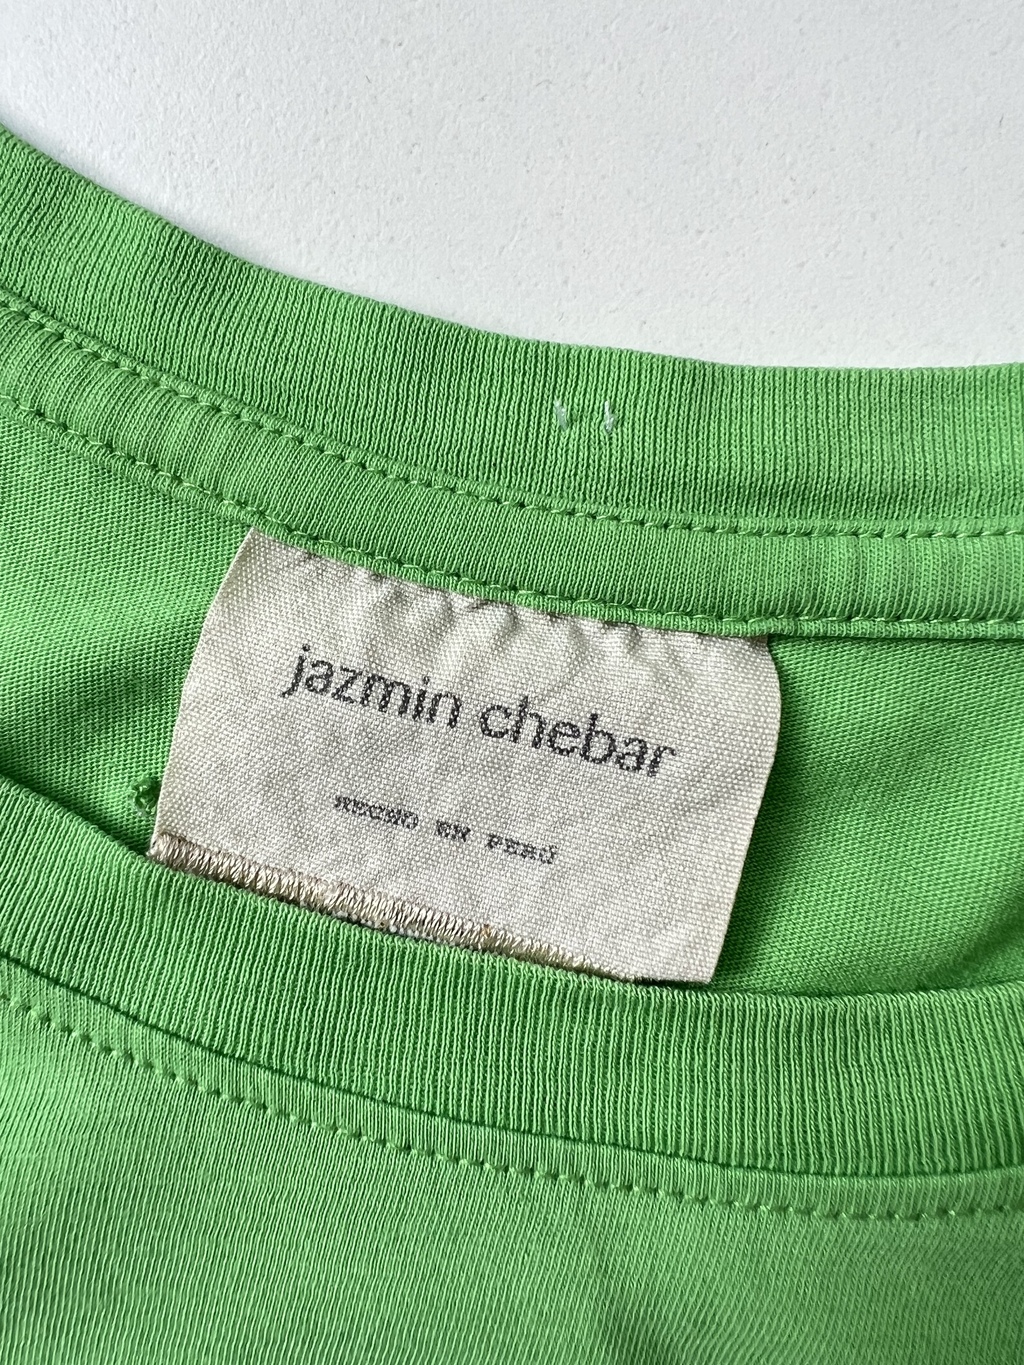 jazmin chebar
HECHO EN PERÚ